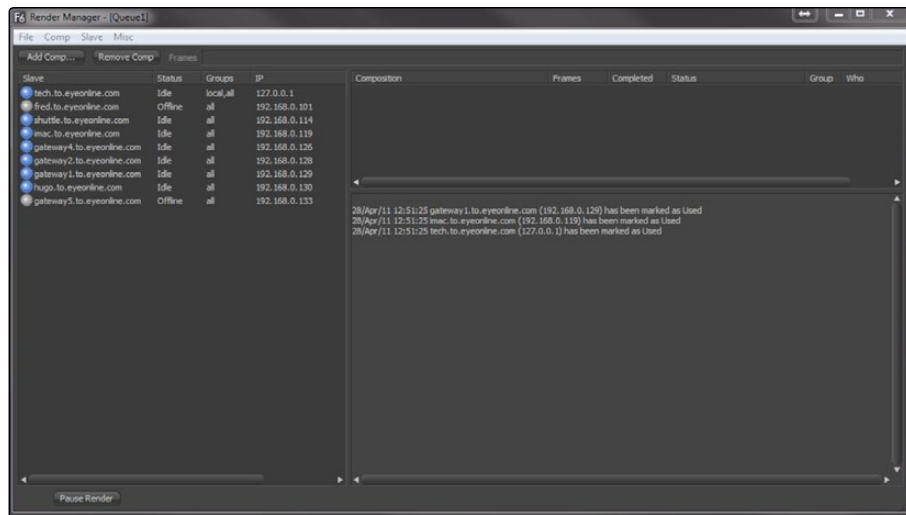 F6 Render Manager - [Queue1]
File Comp Slave Misc
Add Comp... Remove Comp Frames
Slave Status Groups IP
tech.to.eyeonline.com Idle local,all 127.0.0.1
fred.to.eyeonline.com Offline all 192.168.0.101
shuttle.to.eyeonline.com Idle all 192.168.0.114
imac.to.eyeonline.com Idle all 192.168.0.119
gateway4.to.eyeonline.com Idle all 192.168.0.126
gateway2.to.eyeonline.com Idle all 192.168.0.128
gateway1.to.eyeonline.com Idle all 192.168.0.129
hugo.to.eyeonline.com Idle all 192.168.0.130
gateway5.to.eyeonline.com Offline all 192.168.0.133
Composition Frames Completed Status Group Who
28/Apr/11 12:51:25 gateway1.to.eyeonline.com (192.168.0.129) has been marked as Used
28/Apr/11 12:51:25 imac.to.eyeonline.com (192.168.0.119) has been marked as Used
28/Apr/11 12:51:25 tech.to.eyeonline.com (127.0.0.1) has been marked as Used
Pause Render